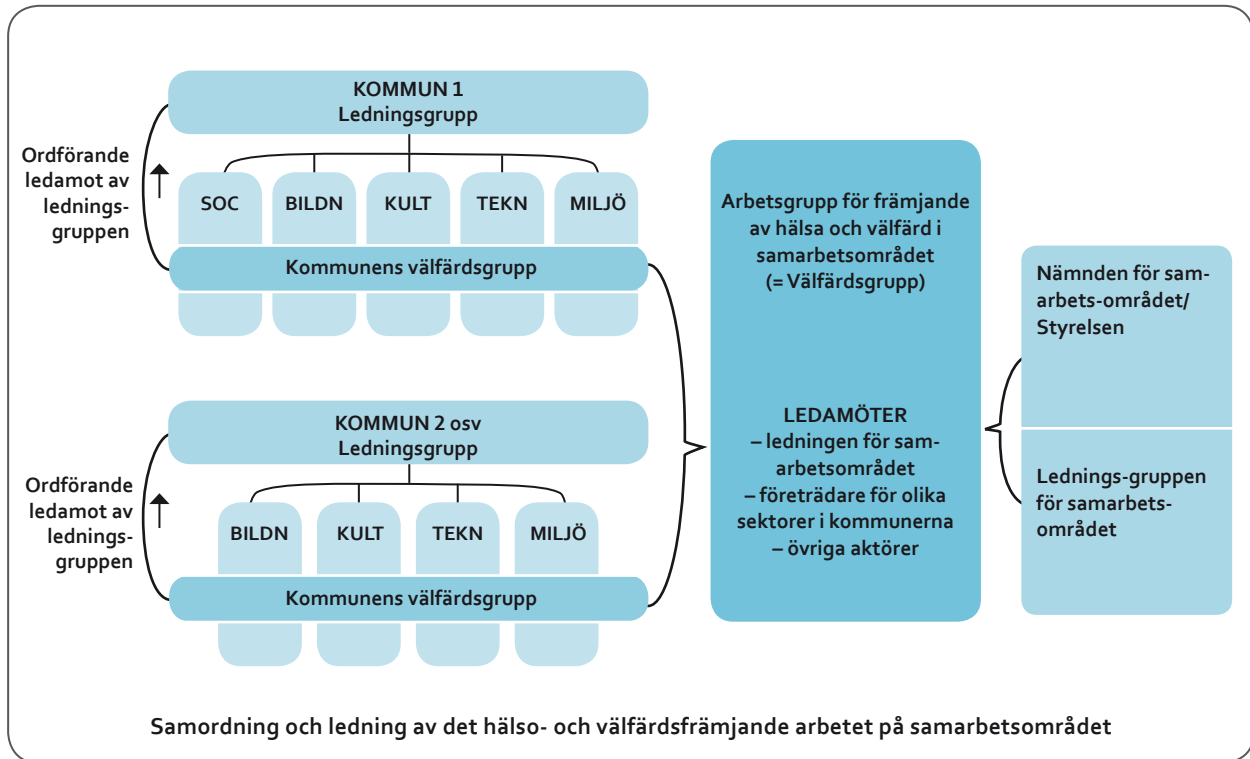 KOMMUN 1
Ledningsgrupp
Ordförande
ledamot av
lednings-
gruppen
SOC
BILDN
KULT
TEKN
MILJÖ
Kommunens välfärdsgrupp
KOMMUN 2 osv
Ledningsgrupp
Ordförande
ledamot av
lednings-
gruppen
BILDN
KULT
TEKN
MILJÖ
Kommunens välfärdsgrupp
Arbetsgrupp för främjande
av hälsa och välfärd i
samarbetsområdet
(= Välfärdsgrupp)
LEDAMÖTER
– ledningen för sam-
arbetsområdet
– företrädare för olika
sektorer i kommunerna
– övriga aktörer
Nämnden för sam-
arbets-området/
Styrelsen
Lednings-gruppen
för samarbets-
området
Samordning och ledning av det hälso- och välfärdsfrämjande arbetet på samarbetsområdet